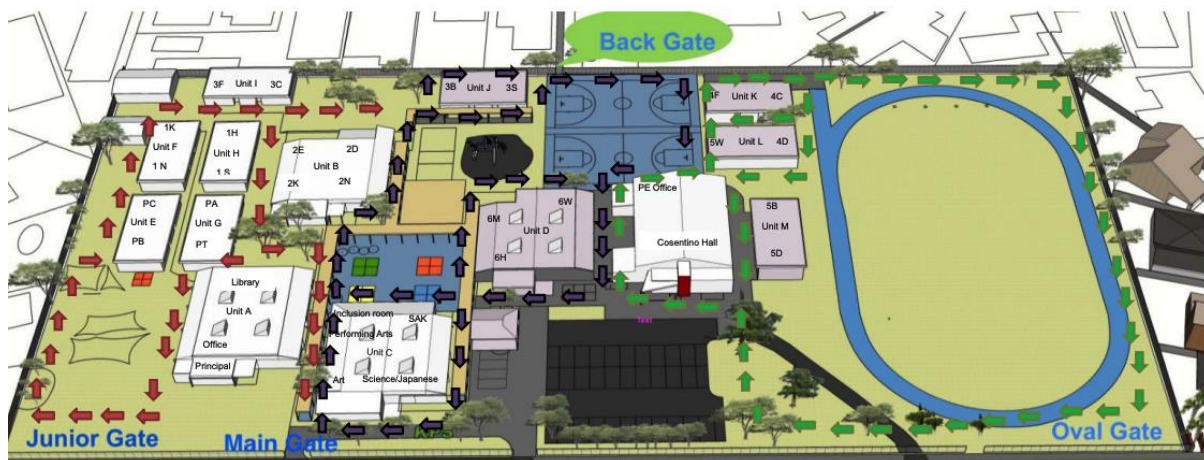 Back Gate
3F Unit I 3C
3B Unit J 3S
4F Unit K 4C
5W Unit L 4D
1K
Unit F
1 N
1H
Unit H
1 S
2E 2D
Unit B
2K 2N
PC
Unit E
PB
PA
Unit G
PT
6M 6W
Unit D
6H
PE Office
Cosentino Hall
5B
Unit M
5D
Library
Unit A
Office
Principal
Inclusion room
SAK
Performing Arts
Unit C
Art Science/Japanese
Text
Junior Gate
Main Gate
Oval Gate